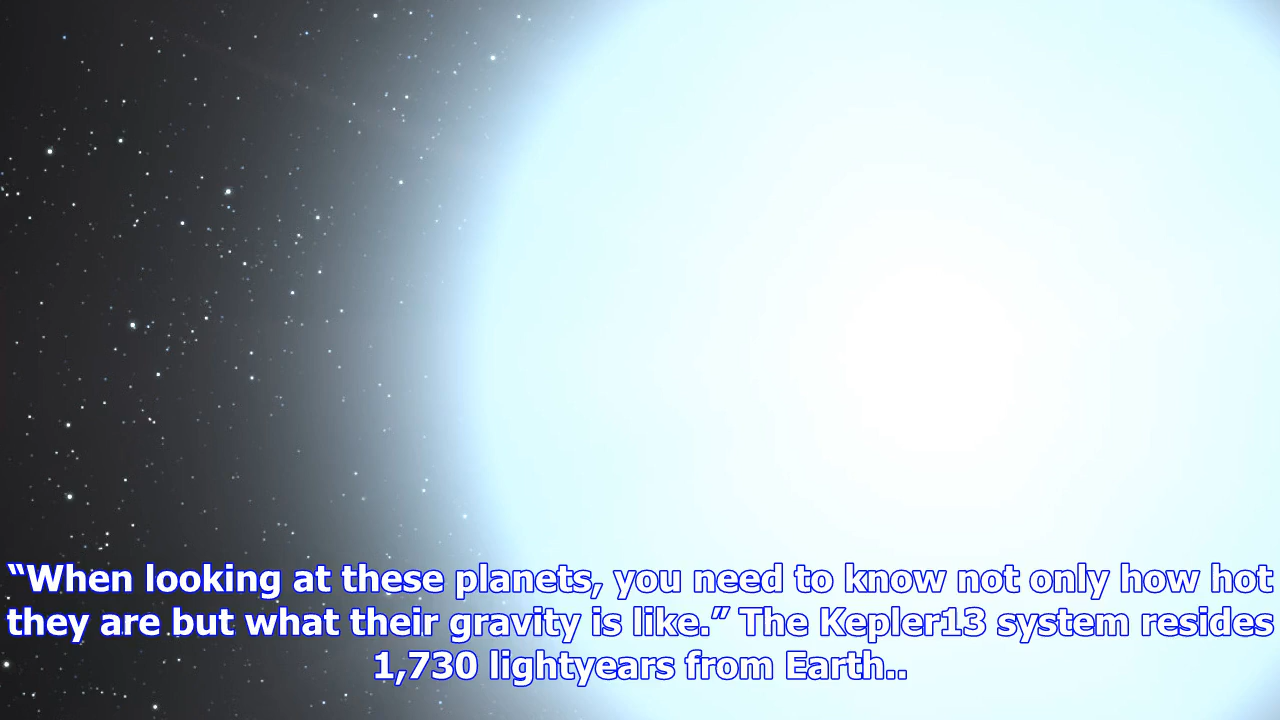 “When looking at these planets, you need to know not only how hot
they are but what their gravity is like.” The Kepler13 system resides
1,730 lightyears from Earth..